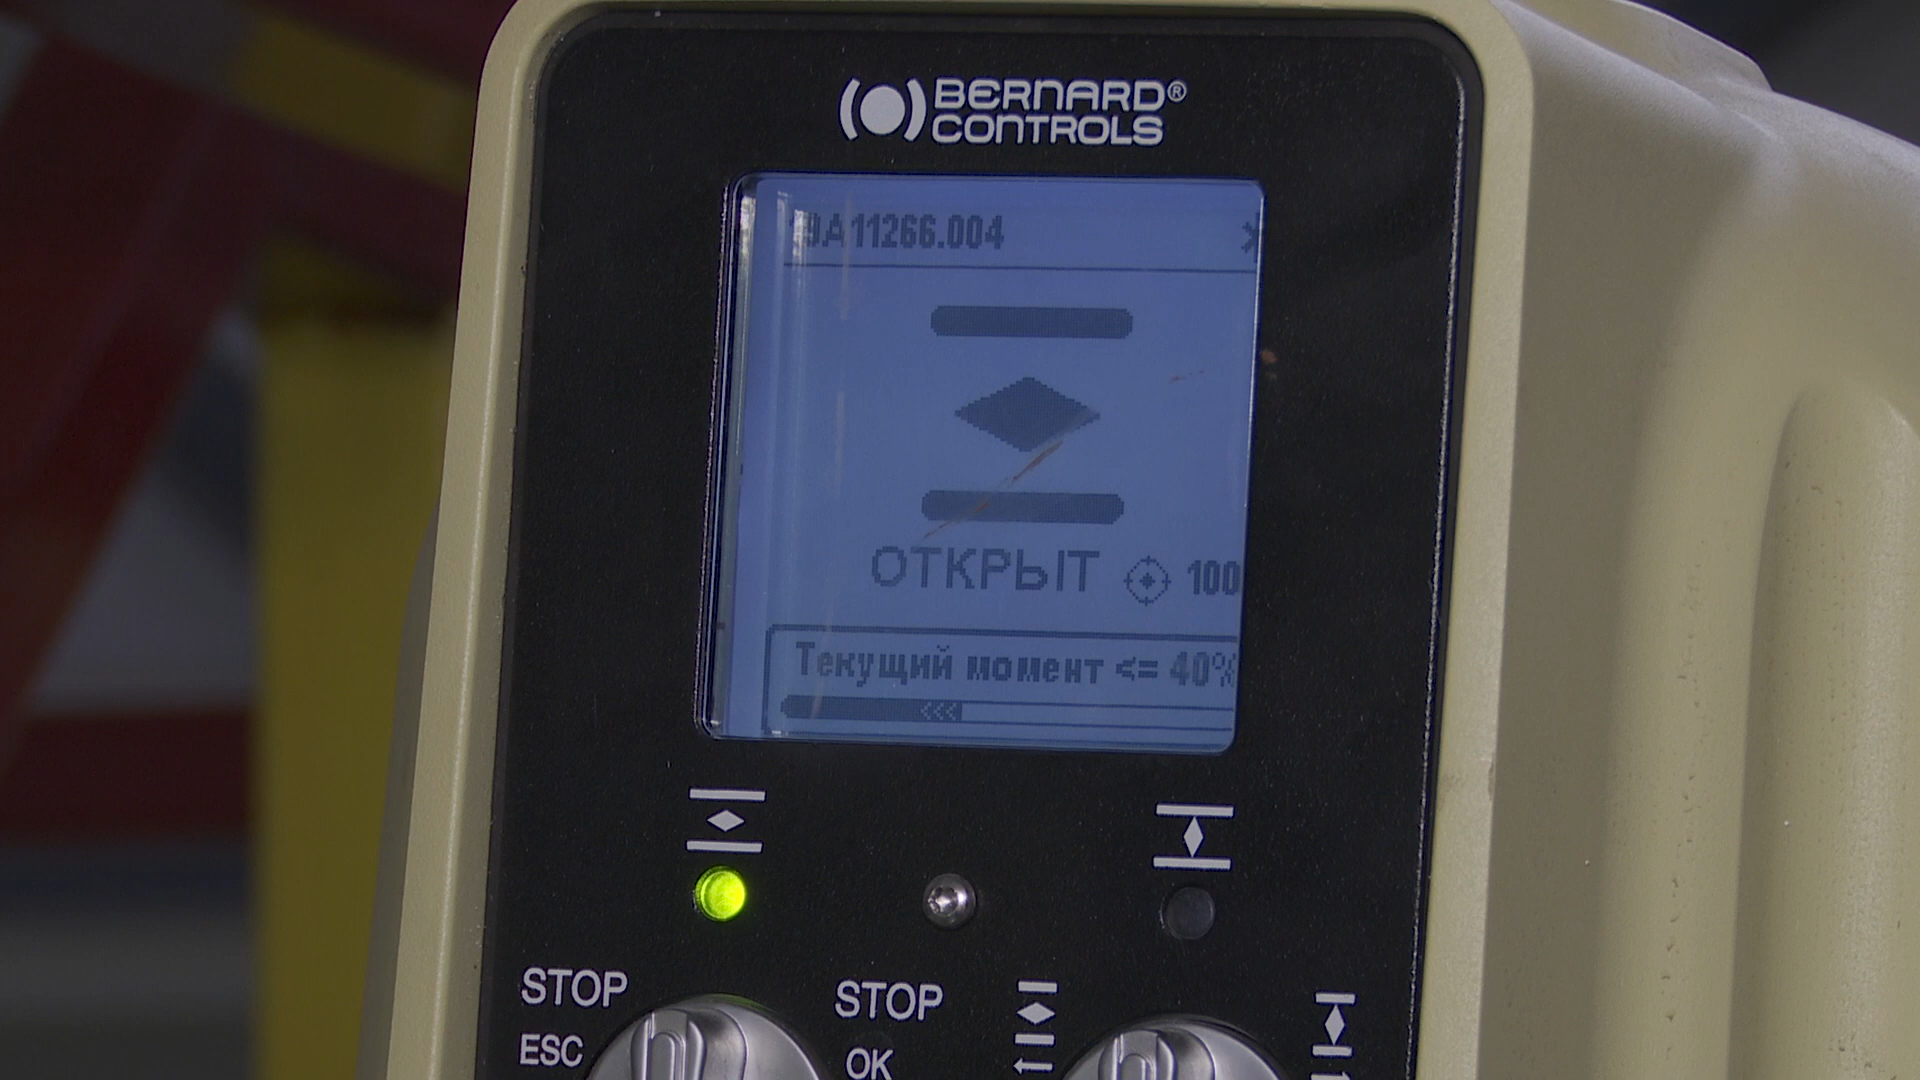 BERNARD®
CONTROLS
A11266.004
ОТКРЫТ 100
Текущий момент <= 40%
STOP
ESC
STOP
OK